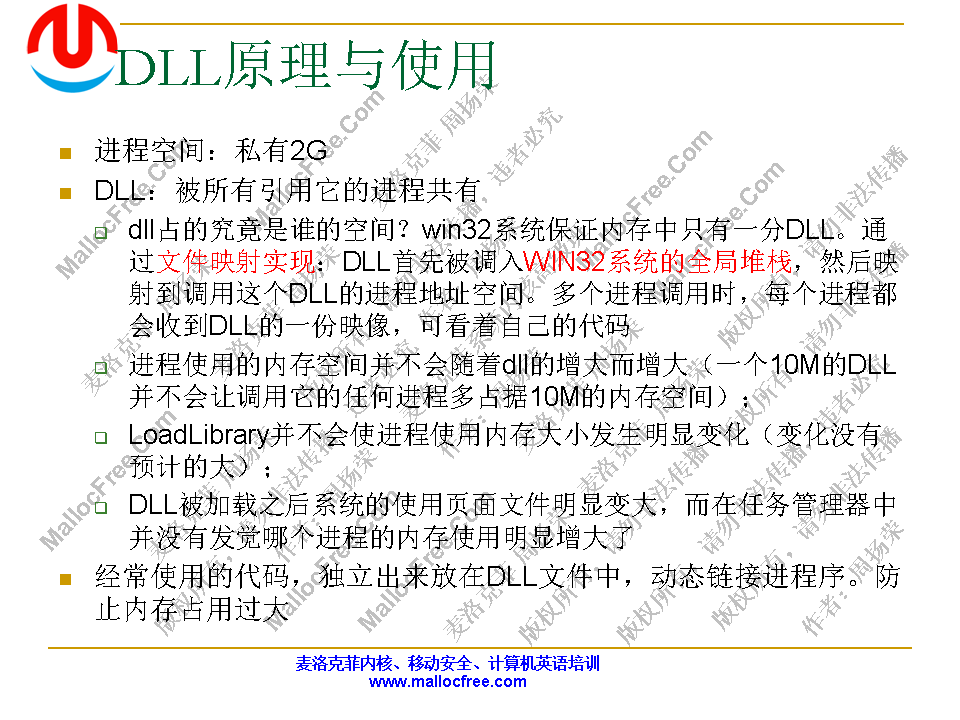 DLL原理与使用
进程空间：私有2G
DLL：被所有引用它的进程共有
dll占的究竟是谁的空间？win32系统保证内存中只有一分DLL。通
过文件映射实现：DLL首先被调入WIN32系统的全局堆栈，然后映
射到调用这个DLL的进程地址空间。多个进程调用时，每个进程都
会收到DLL的一份映像，可看着自己的代码
进程使用的内存空间并不会随着dll的增大而增大（一个10M的DLL
并不会让调用它的任何进程多占据10M的内存空间）；
LoadLibrary并不会使进程使用内存大小发生明显变化（变化没有
预计的大）；
DLL被加载之后系统的使用页面文件明显变大，而在任务管理器中
并没有发觉哪个进程的内存使用明显增大了
经常使用的代码，独立出来放在DLL文件中，动态链接进程序。防
止内存占用过大
麦洛克菲内核、移动安全、计算机英语培训
www.mallocfree.com